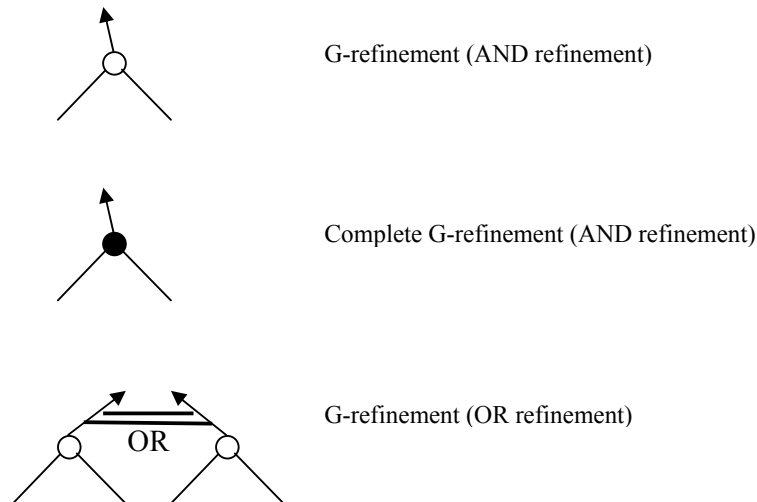 G-refinement (AND refinement)
Complete G-refinement (AND refinement)
G-refinement (OR refinement)
OR